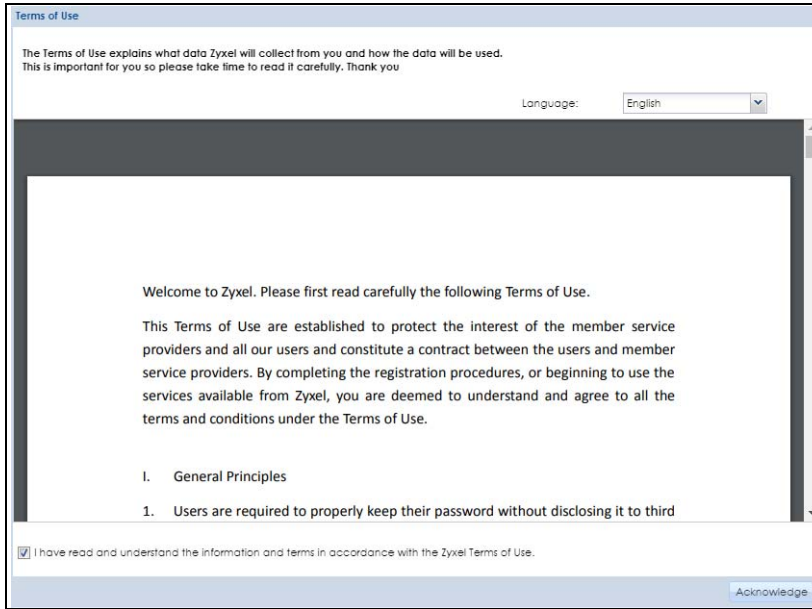 Terms of Use
The Terms of Use explains what data Zyxel will collect from you and how the data will be used.
This is important for you so please take time to read it carefully. Thank you
Language: English
Welcome to Zyxel. Please first read carefully the following Terms of Use.
This Terms of Use are established to protect the interest of the member service
providers and all our users and constitute a contract between the users and member
service providers. By completing the registration procedures, or beginning to use the
services available from Zyxel, you are deemed to understand and agree to all the
terms and conditions under the Terms of Use.
I. General Principles
1. Users are required to properly keep their password without disclosing it to third
I have read and understand the information and terms in accordance with the Zyxel Terms of Use.
Acknowledge